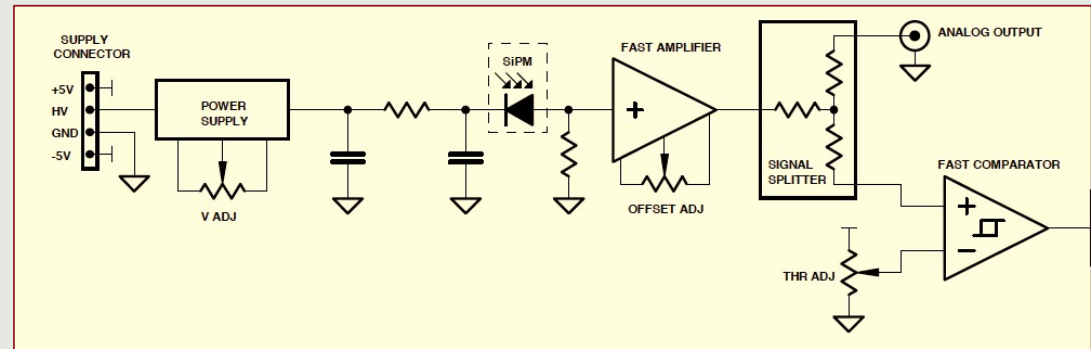 SUPPLY
CONNECTOR
+5V
HV
GND
-5V
POWER
SUPPLY
V ADJ
SiPM
FAST AMPLIFIER
+
OFFSET ADJ
SIGNAL
SPLITTER
ANALOG OUTPUT
FAST COMPARATOR
+
−
THR ADJ